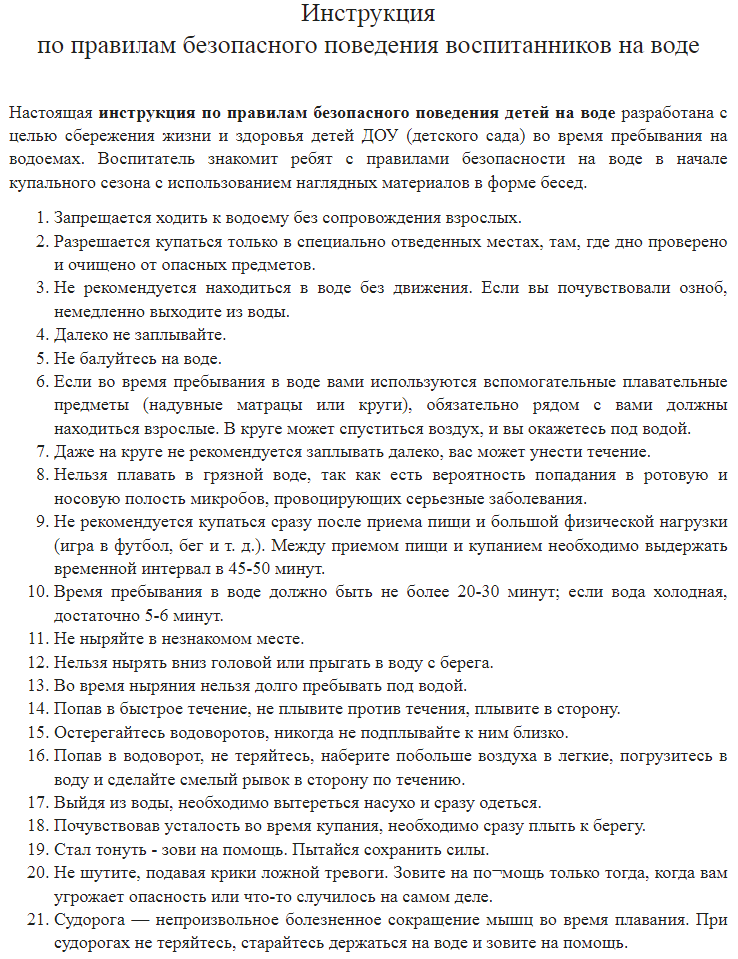 Инструкция
по правилам безопасного поведения воспитанников на воде
Настоящая инструкция по правилам безопасного поведения детей на воде разработана с
целью сбережения жизни и здоровья детей ДОУ (детского сада) во время пребывания на
водоемах. Воспитатель знакомит ребят с правилами безопасности на воде в начале
купального сезона с использованием наглядных материалов в форме бесед.
1. Запрещается ходить к водоему без сопровождения взрослых.
2. Разрешается купаться только в специально отведенных местах, там, где дно проверено
и очищено от опасных предметов.
3. Не рекомендуется находиться в воде без движения. Если вы почувствовали озноб,
немедленно выходите из воды.
4. Далеко не заплывайте.
5. Не балуйтесь на воде.
6. Если во время пребывания в воде вами используются вспомогательные плавательные
предметы (надувные матрацы или круги), обязательно рядом с вами должны
находиться взрослые. В круге может спуститься воздух, и вы окажетесь под водой.
7. Даже на круге не рекомендуется заплывать далеко, вас может унести течение.
8. Нельзя плавать в грязной воде, так как есть вероятность попадания в ротовую и
носовую полость микробов, провоцирующих серьезные заболевания.
9. Не рекомендуется купаться сразу после приема пищи и большой физической нагрузки
(игра в футбол, бег и т. д.). Между приемом пищи и купанием необходимо выдержать
временной интервал в 45-50 минут.
10. Время пребывания в воде должно быть не более 20-30 минут; если вода холодная,
достаточно 5-6 минут.
11. Не ныряйте в незнакомом месте.
12. Нельзя нырять вниз головой или прыгать в воду с берега.
13. Во время ныряния нельзя долго пребывать под водой.
14. Попав в быстрое течение, не плывите против течения, плывите в сторону.
15. Остерегайтесь водоворотов, никогда не подплывайте к ним близко.
16. Попав в водоворот, не теряйтесь, наберите побольше воздуха в легкие, погрузитесь в
воду и сделайте смелый рывок в сторону по течению.
17. Выйдя из воды, необходимо вытереться насухо и сразу одеться.
18. Почувствовав усталость во время купания, необходимо сразу плыть к берегу.
19. Стал тонуть - зови на помощь. Пытайся сохранить силы.
20. Не шутите, подавая крики ложной тревоги. Зовите на по¬мощь только тогда, когда вам
угрожает опасность или что-то случилось на самом деле.
21. Судорога — непроизвольное болезненное сокращение мышц во время плавания. При
судорогах не теряйтесь, старайтесь держаться на воде и зовите на помощь.